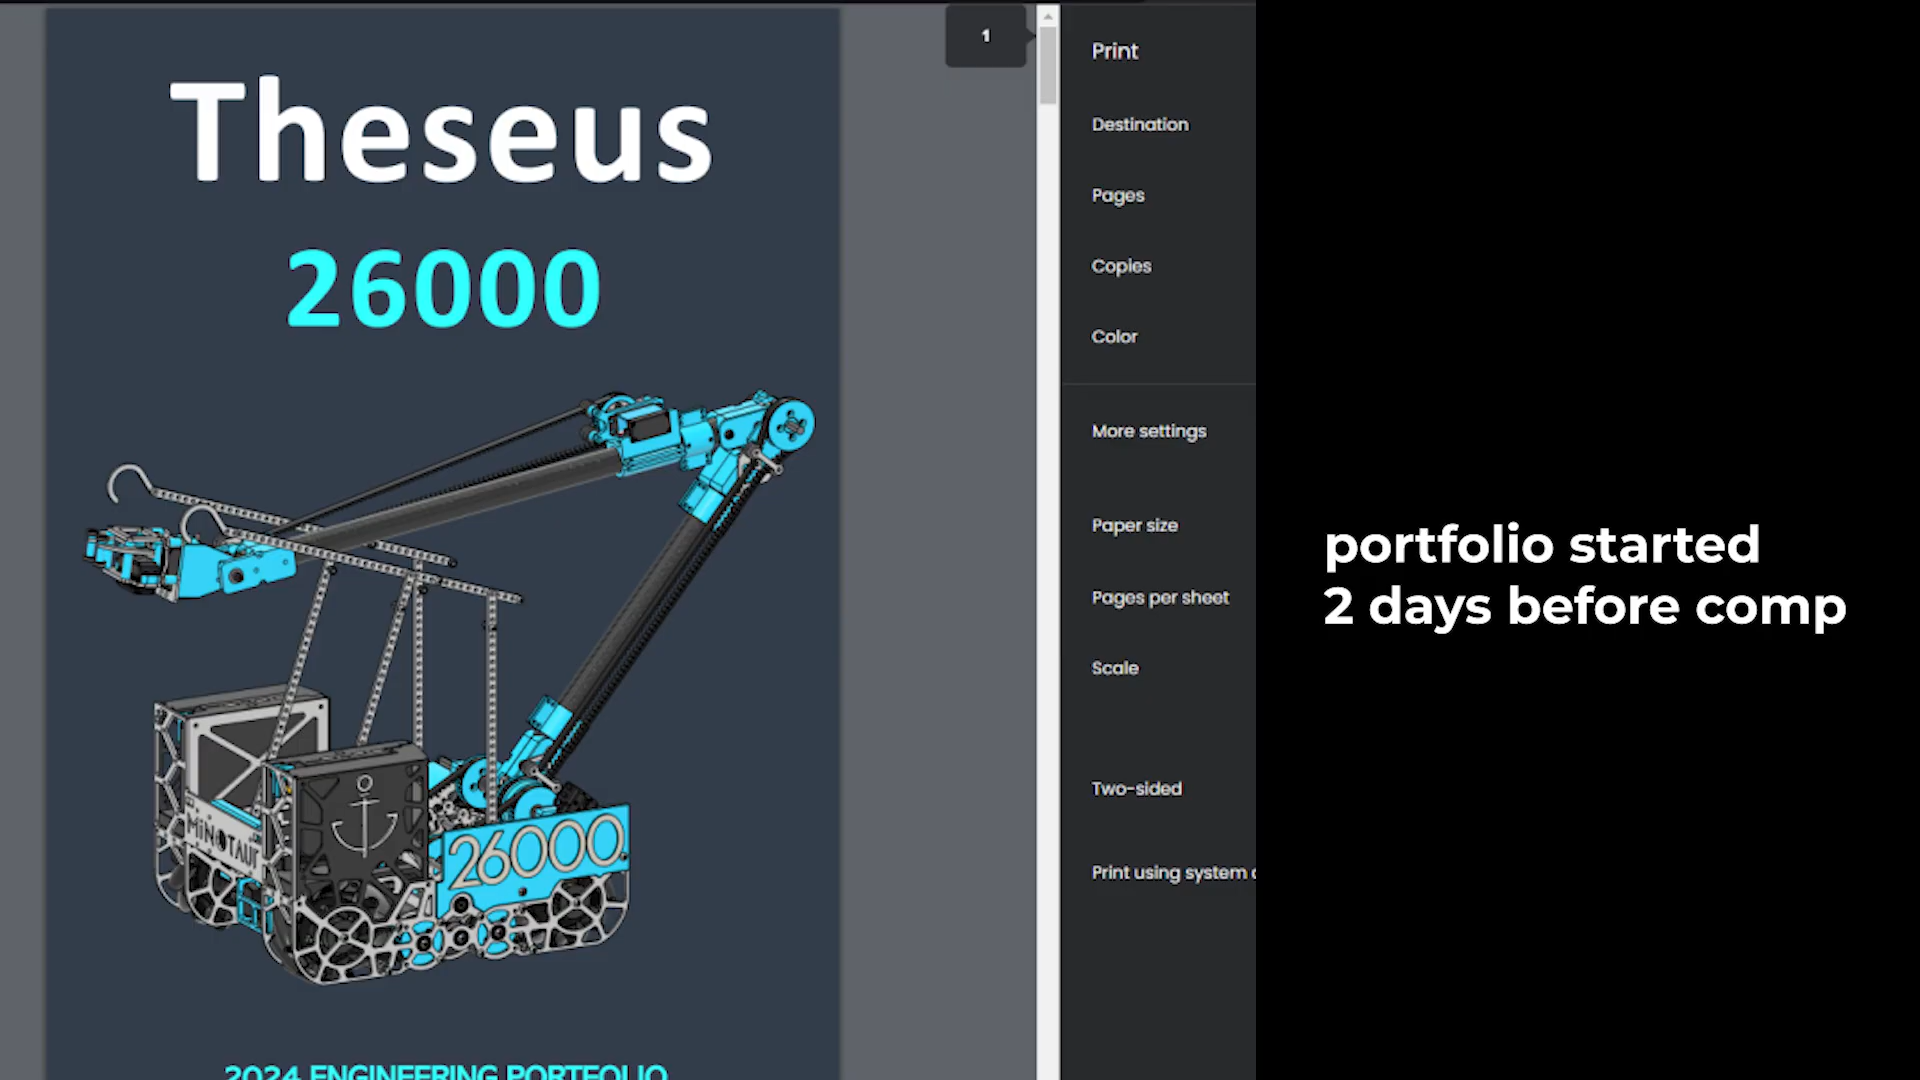 Theseus
26000
MINOTAUR
26000
2024 ENGINEERING PORTFOLIO
1
Print
Destination
Pages
Copies
Color
More settings
Paper size
Pages per sheet
Scale
Two-sided
Print using system
portfolio started
2 days before comp